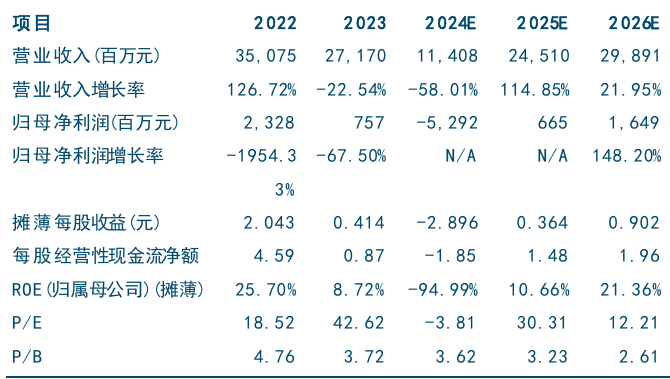 项目 2022 2023 2024E 2025E 2026E
营业收入(百万元) 35,075 27,170 11,408 24,510 29,891
营业收入增长率 126.72% -22.54% -58.01% 114.85% 21.95%
归母净利润(百万元) 2,328 757 -5,292 665 1,649
归母净利润增长率 -1954.3 -67.50% N/A N/A 148.20%
3%
摊薄每股收益(元) 2.043 0.414 -2.896 0.364 0.902
每股经营性现金流净额 4.59 0.87 -1.85 1.48 1.96
ROE(归属母公司)(摊薄) 25.70% 8.72% -94.99% 10.66% 21.36%
P/E 18.52 42.62 -3.81 30.31 12.21
P/B 4.76 3.72 3.62 3.23 2.61